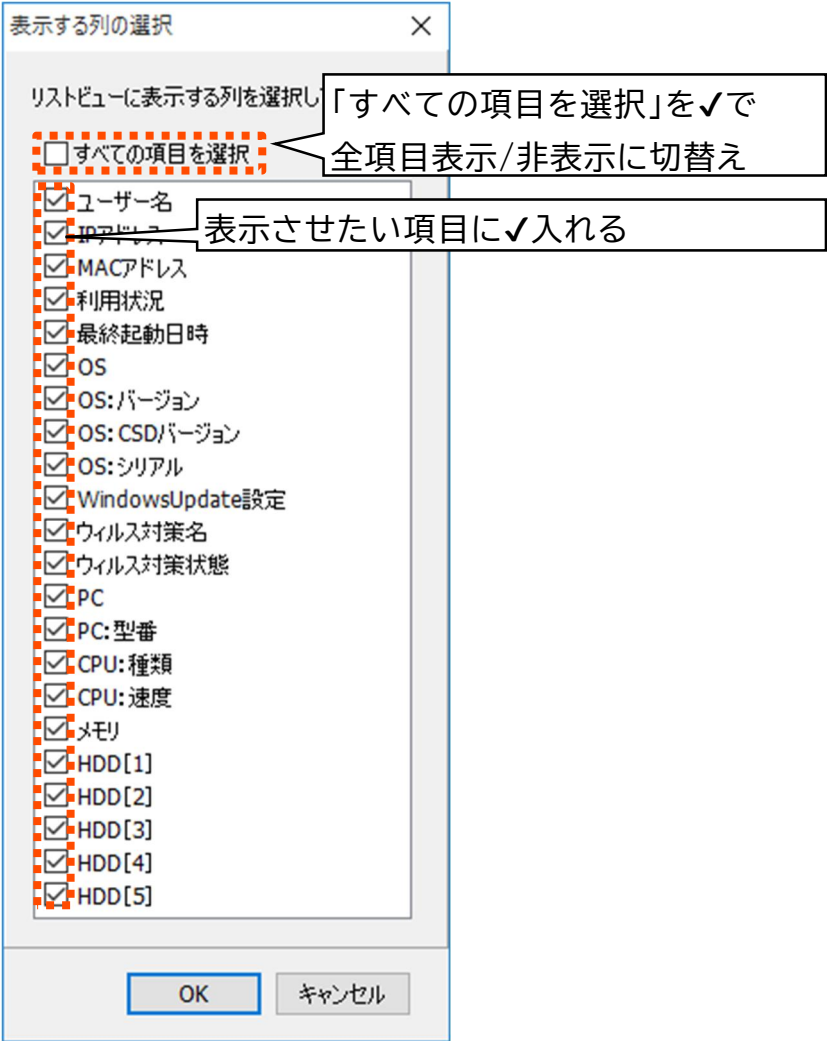 表示する列の選択
リストビューに表示する列を選択し
「すべての項目を選択」を✓で
全項目表示/非表示に切替え
すべての項目を選択
ユーザー名
表示させたい項目に✓入れる
IPアドレス
MACアドレス
利用状況
最終起動日時
OS
OS:バージョン
OS:CSDバージョン
OS:シリアル
WindowsUpdate設定
ウィルス対策名
ウィルス対策状態
PC
PC:型番
CPU:種類
CPU:速度
メモリ
HDD[1]
HDD[2]
HDD[3]
HDD[4]
HDD[5]
OK
キャンセル